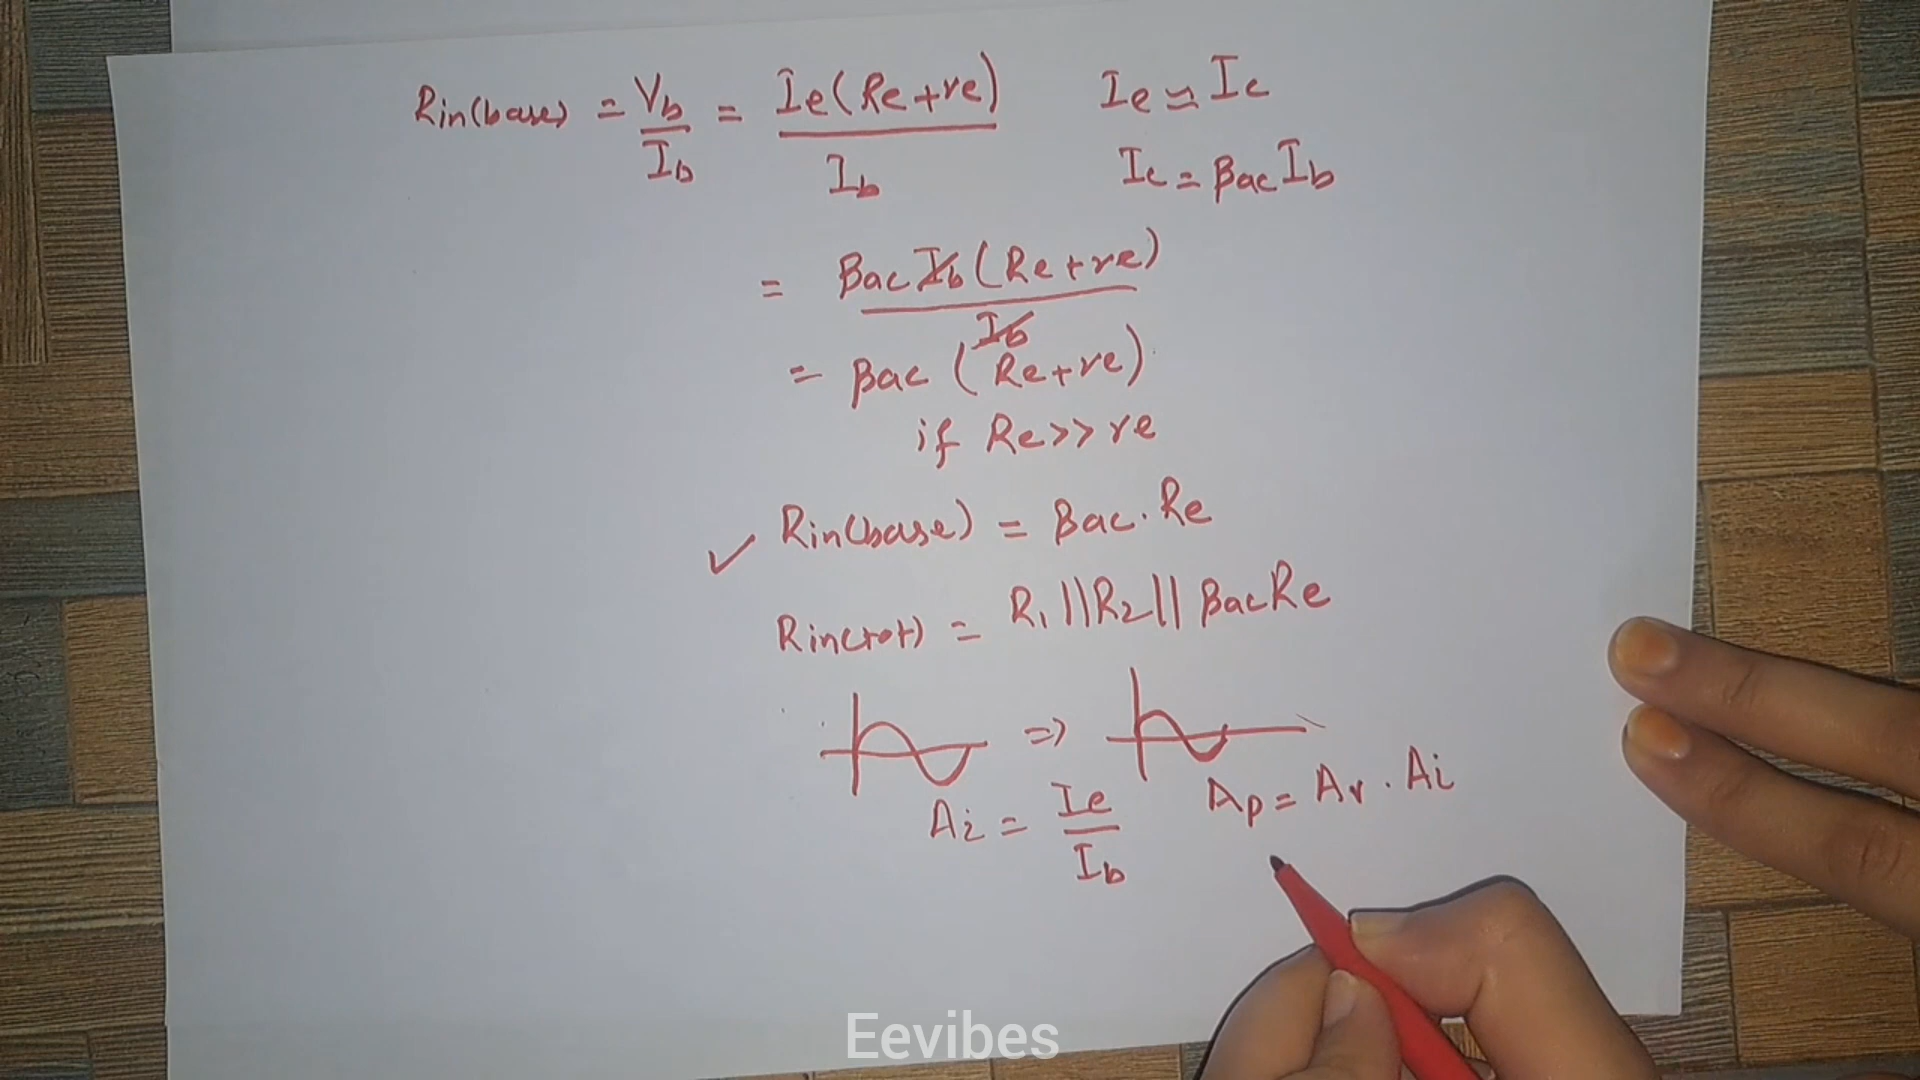 Rin(base) = Vb/Ib = Ie(Re+re)/Ib    Ie ≃ Ic
Ic = βac Ib
= βac Ib (Re+re)/Ib
= βac (Re+re)
if Re>>re
✓ Rin(base) = βac . Re
Rin(tot) = R1||R2|| βacRe
=>
Ai = Ie/Ib    Ap = Av . Ai
Eevibes